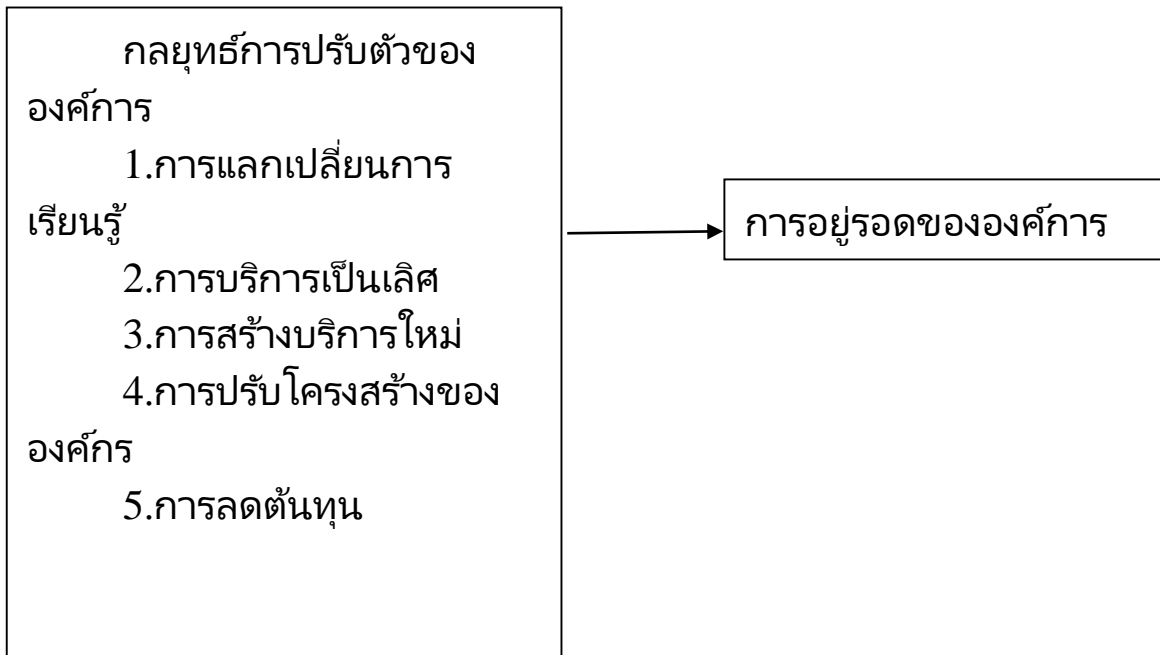 กลยุทธ์การปรับตัวของ
องค์การ
1.การแลกเปลี่ยนการ
เรียนรู้
2.การบริการเป็นเลิศ
3.การสร้างบริการใหม่
4.การปรับโครงสร้างของ
องค์กร
5.การลดต้นทุน
การอยู่รอดขององค์การ